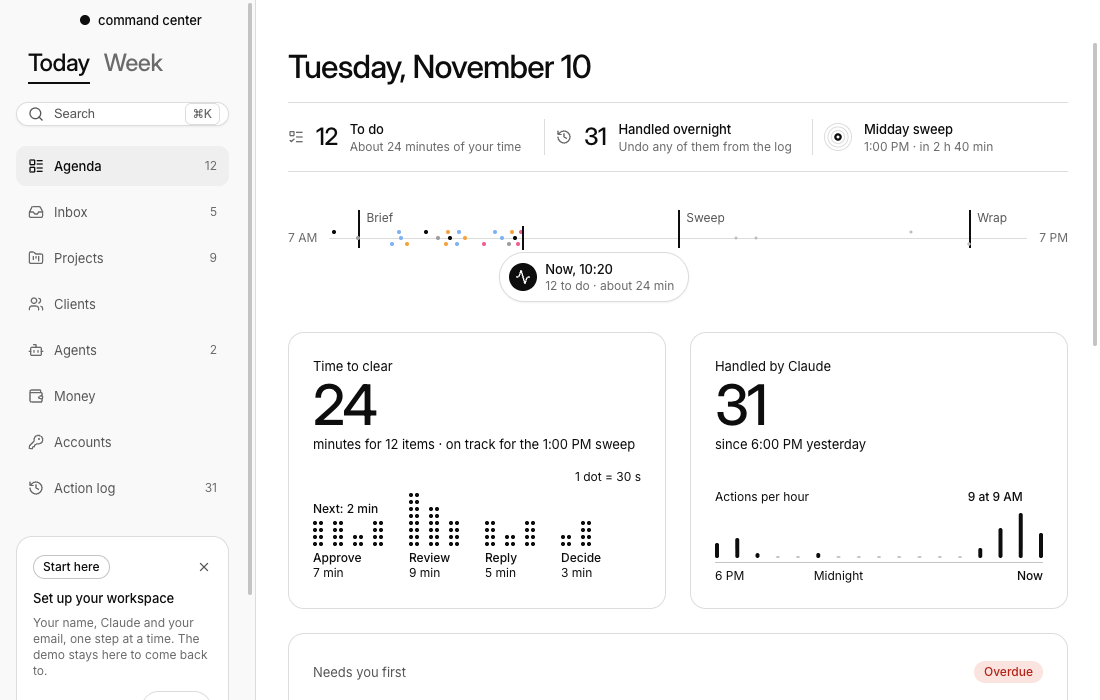 command center
Today Week
Search ⌘K
Agenda 12
Inbox 5
Projects 9
Clients
Agents 2
Money
Accounts
Action log 31
Start here
Set up your workspace
Your name, Claude and your
email, one step at a time. The
demo stays here to come back
to.
Tuesday, November 10
12 To do
About 24 minutes of your time
31 Handled overnight
Undo any of them from the log
Midday sweep
1:00 PM · in 2 h 40 min
7 AM
Brief
Sweep
Wrap
7 PM
Now, 10:20
12 to do · about 24 min
Time to clear
24
minutes for 12 items · on track for the 1:00 PM sweep
1 dot = 30 s
Next: 2 min
Approve Review Reply Decide
7 min 9 min 5 min 3 min
Handled by Claude
31
since 6:00 PM yesterday
Actions per hour 9 at 9 AM
6 PM Midnight Now
Needs you first Overdue